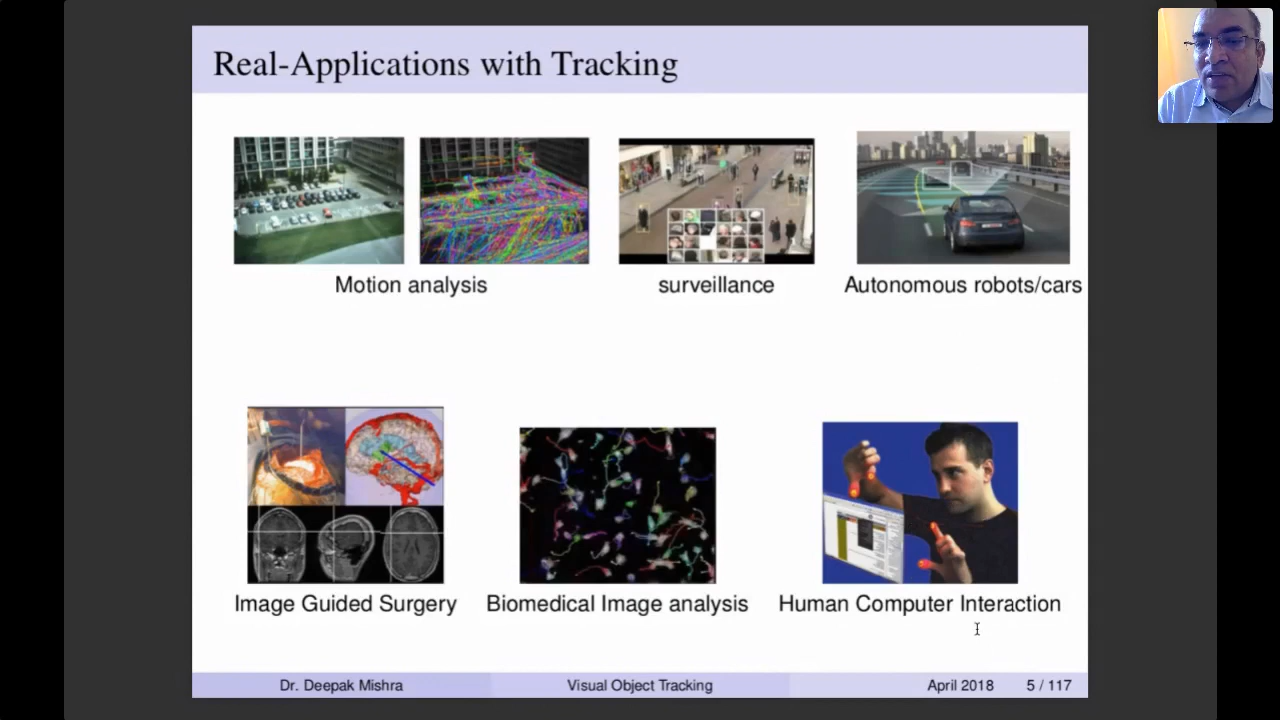 Real-Applications with Tracking
Motion analysis
surveillance
Autonomous robots/cars
Image Guided Surgery
Biomedical Image analysis
Human Computer Interaction
Dr. Deepak Mishra
Visual Object Tracking
April 2018
5 / 117